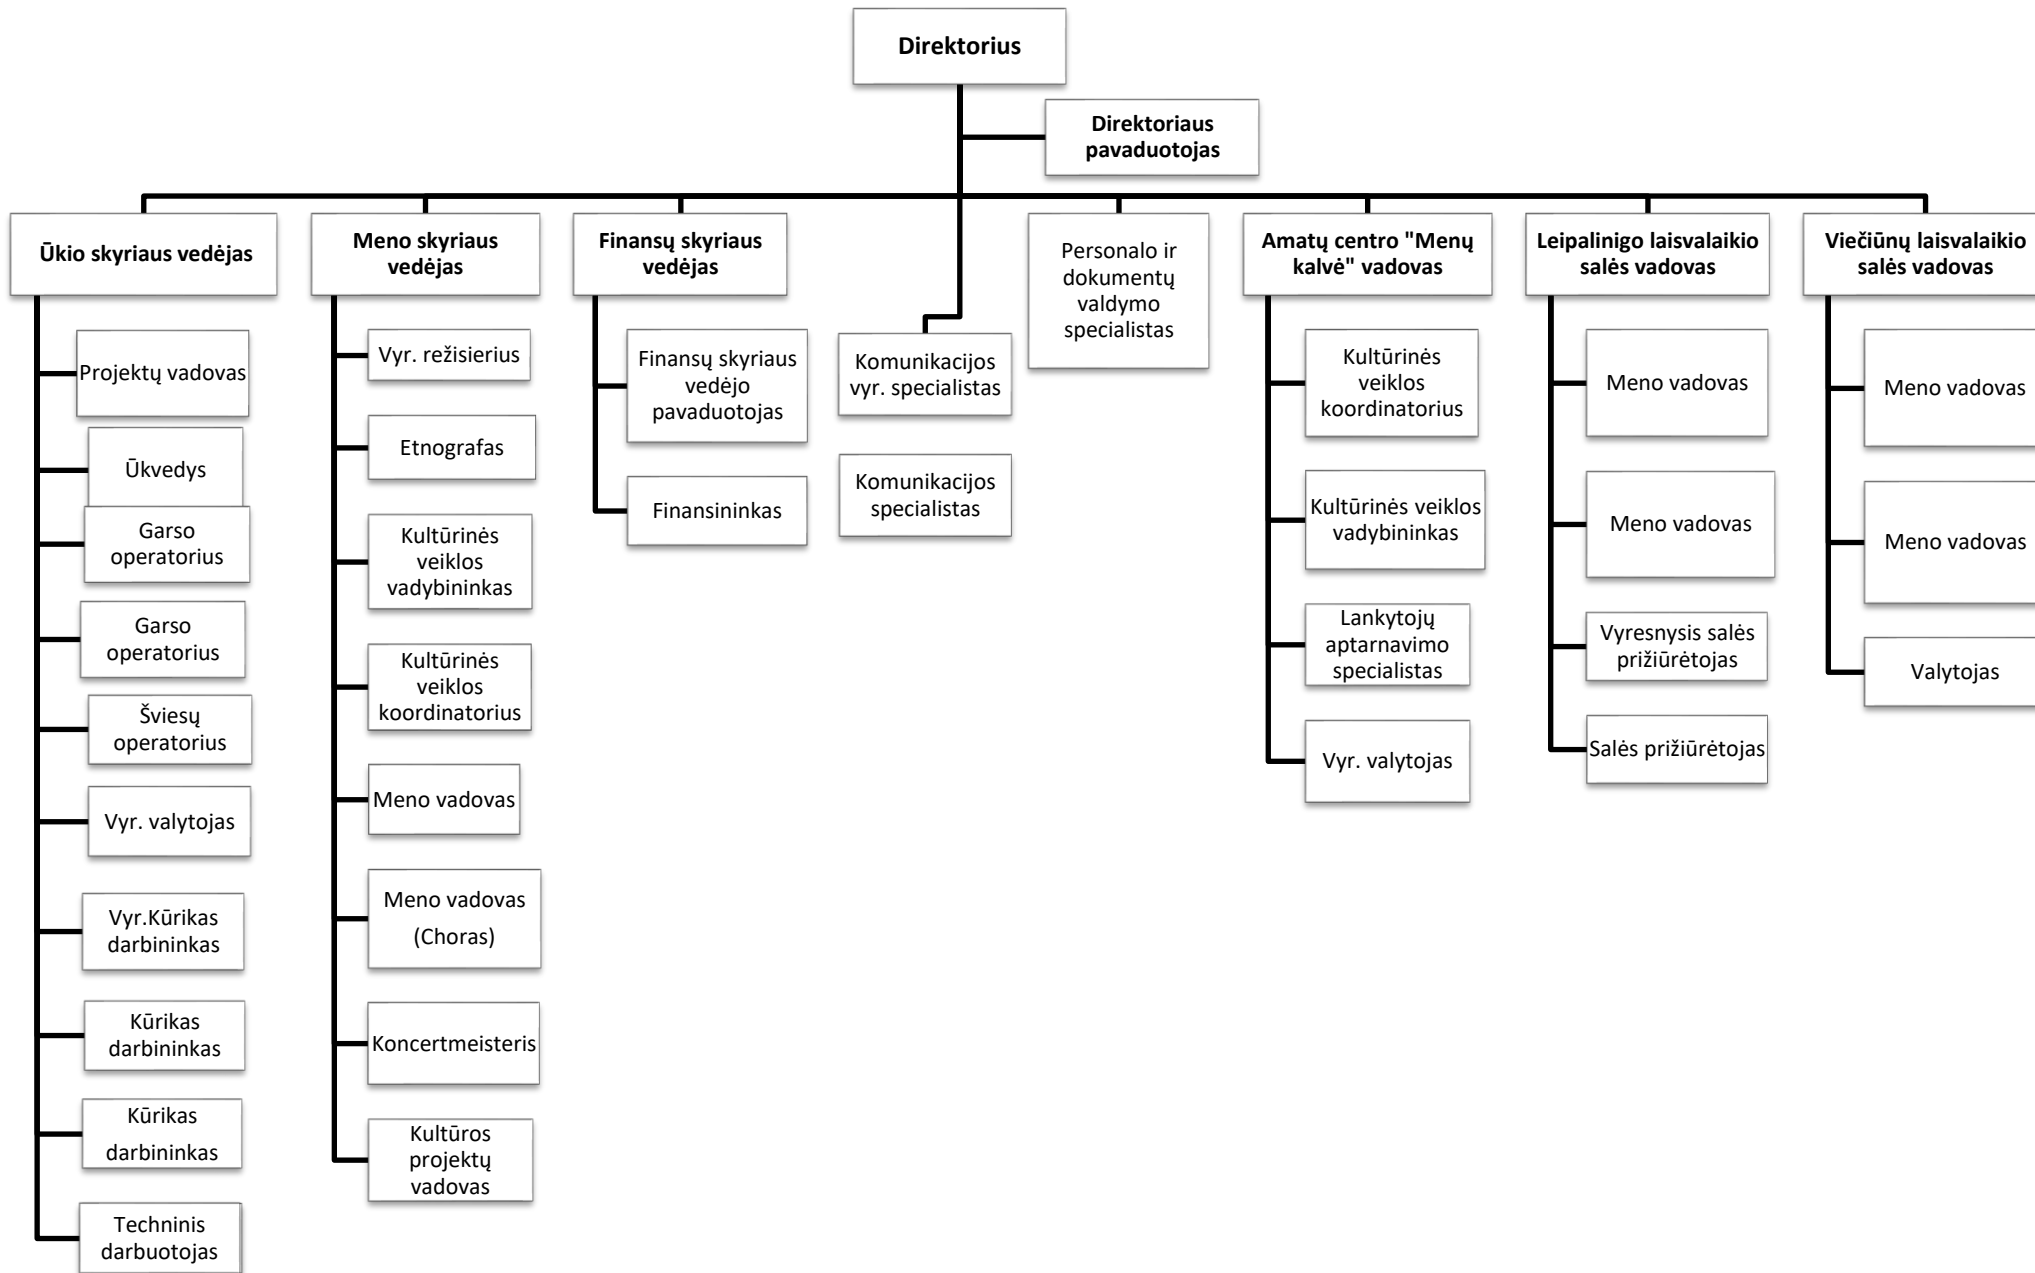 Direktorius
Direktoriaus
pavaduotojas
Ūkio skyriaus vedėjas
Projektų vadovas
Ūkvedys
Garso
operatorius
Garso
operatorius
Šviesų
operatorius
Vyr. valytojas
Vyr.Kūrikas
darbininkas
Kūrikas
darbininkas
Kūrikas
darbininkas
Techninis
darbuotojas
Meno skyriaus
vedėjas
Vyr. režisierius
Etnografas
Kultūrinės
veiklos
vadybininkas
Kultūrinės
veiklos
koordinatorius
Meno vadovas
Meno vadovas
(Choras)
Koncertmeisteris
Kultūros
projektų
vadovas
Finansų skyriaus
vedėjas
Finansų skyriaus
vedėjo
pavaduotojas
Finansininkas
Komunikacijos
vyr. specialistas
Komunikacijos
specialistas
Personalo ir
dokumentų
valdymo
specialistas
Amatų centro "Menų
kalvė" vadovas
Kultūrinės
veiklos
koordinatorius
Kultūrinės veiklos
vadybininkas
Lankytojų
aptarnavimo
specialistas
Vyr. valytojas
Leipalinigo laisvalaikio
salės vadovas
Meno vadovas
Meno vadovas
Vyresnysis salės
prižiūrėtojas
Salės prižiūrėtojas
Viečiūnų laisvalaikio
salės vadovas
Meno vadovas
Meno vadovas
Valytojas